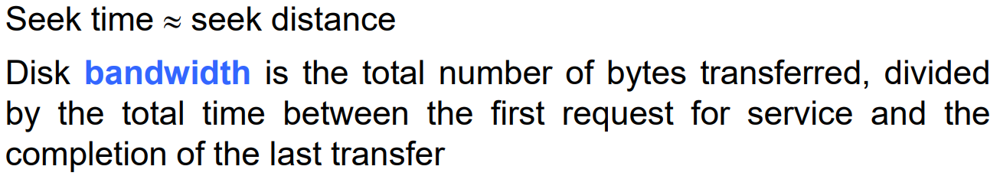 Seek time ≈ seek distance
Disk bandwidth is the total number of bytes transferred, divided
by the total time between the first request for service and the
completion of the last transfer